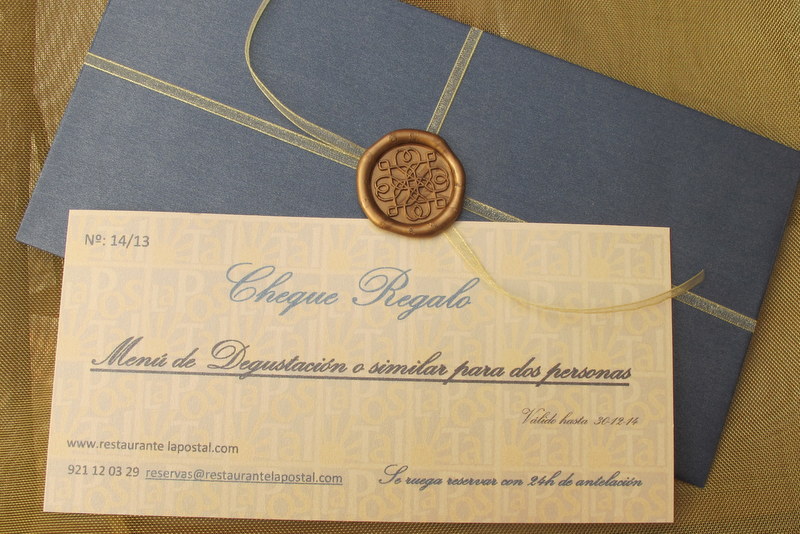 Nº: 14/13
Cheque Regalo
Menú de Degustación o similar para dos personas
Válido hasta 30-12-14
www.restaurante lapostal.com
921 12 03 29 reservas@restaurantelapostal.com
Se ruega reservar con 24h de antelación